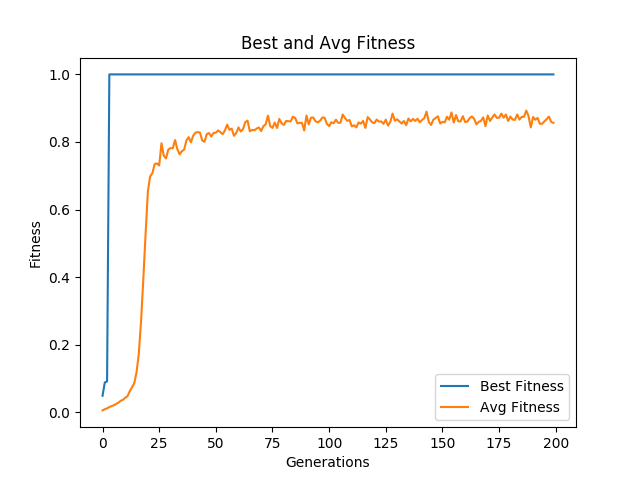 Best and Avg Fitness
1.0
0.8
0.6
0.4
0.2
0.0
Fitness
0 25 50 75 100 125 150 175 200
Generations
Best Fitness
Avg Fitness